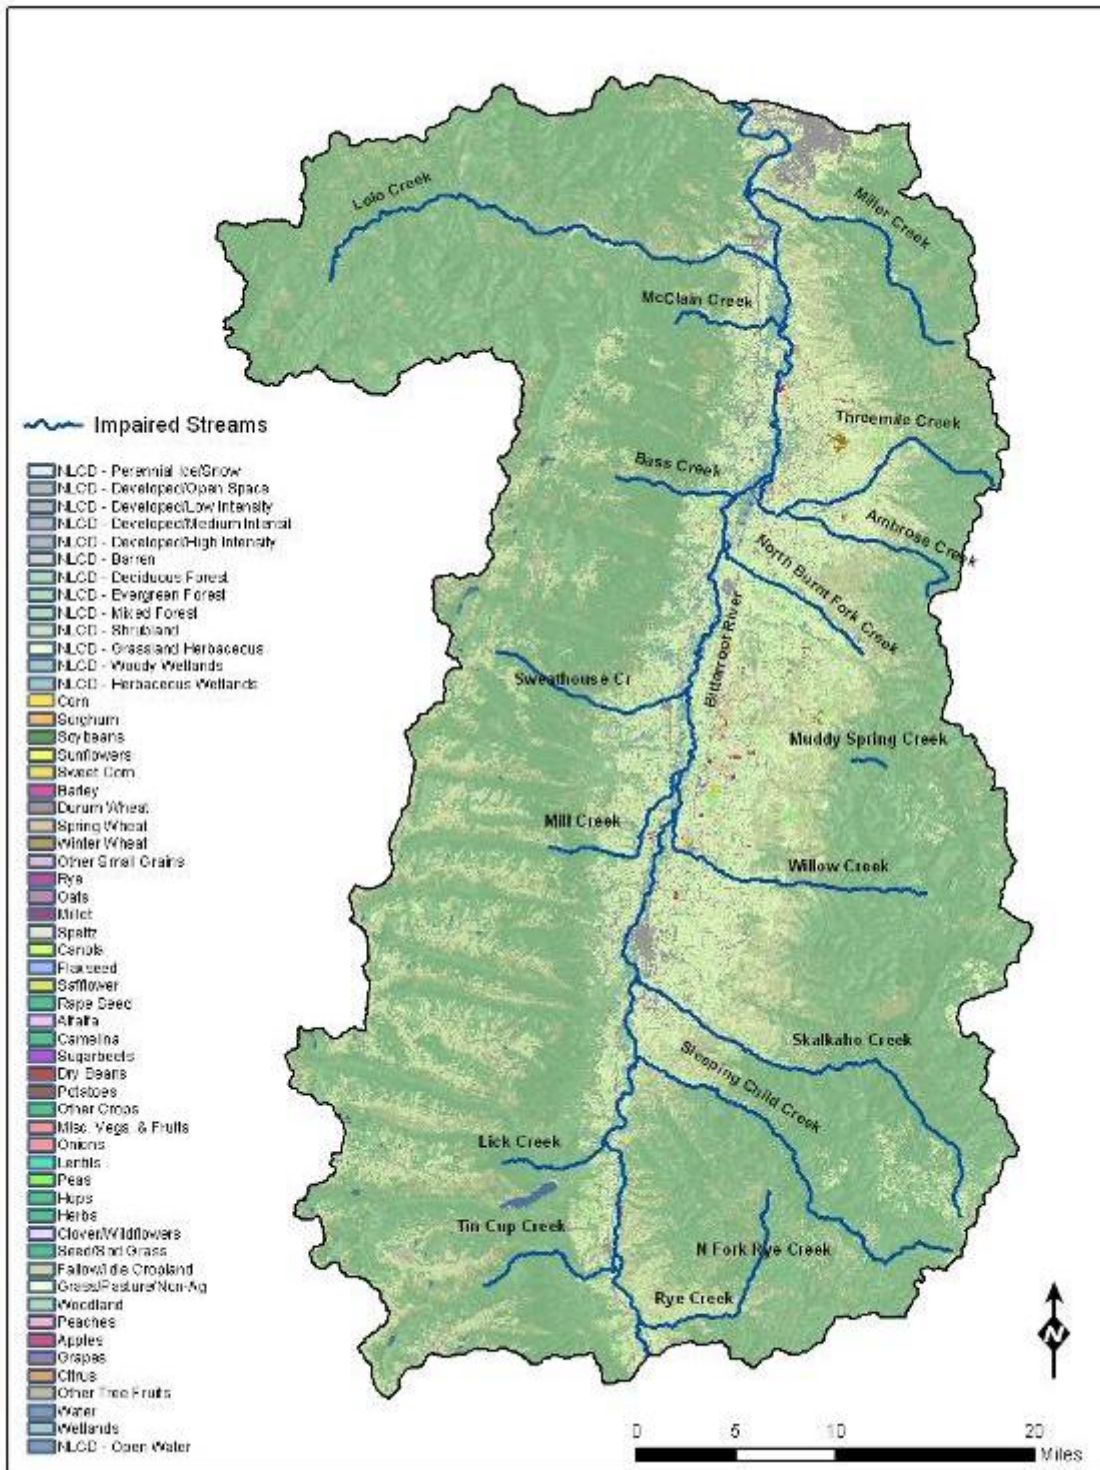 Lolo Creek
Miller Creek
McClain Creek
Threemile Creek
Bass Creek
Ambrose Creek
North Burnt Fork Creek
Bitterroot River
Sweathouse Cr
Muddy Spring Creek
Mill Creek
Willow Creek
Skalkaho Creek
Sleeping Child Creek
Lick Creek
Tin Cup Creek
N Fork Rye Creek
Rye Creek
Impaired Streams
NLCD - Perennial Ice/Snow
NLCD - Developed/Open Space
NLCD - Developed/Low Intensity
NLCD - Developed/Medium Intensit
NLCD - Developed/High Intensity
NLCD - Barren
NLCD - Deciduous Forest
NLCD - Evergreen Forest
NLCD - Mixed Forest
NLCD - Shrubland
NLCD - Grassland Herbaceous
NLCD - Woody Wetlands
NLCD - Herbaceous Wetlands
Corn
Sorghum
Soybeans
Sunflowers
Sweet Corn
Barley
Durum Wheat
Spring Wheat
Winter Wheat
Other Small Grains
Rye
Oats
Millet
Speltz
Canola
Flaxseed
Safflower
Rape Seed
Alfalfa
Camelina
Sugarbeets
Dry Beans
Potatoes
Other Crops
Misc. Vegs. & Fruits
Onions
Lentils
Peas
Hops
Herbs
Clover/Wildflowers
Seed/Sod Grass
Fallow/Idle Cropland
Grass/Pasture/Non-Ag
Woodland
Peaches
Apples
Grapes
Citrus
Other Tree Fruits
Water
Wetlands
NLCD - Open Water
N
0 5 10 20
Miles